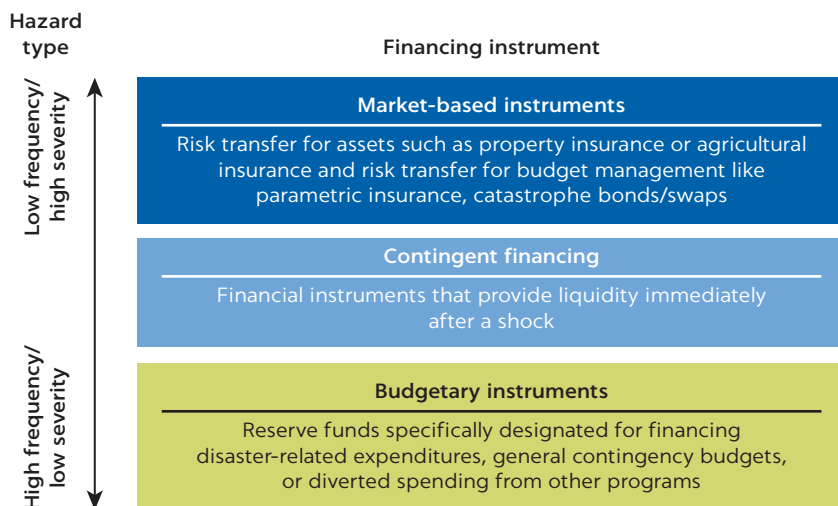 Hazard
type
Financing instrument
Low frequency/
high severity
Market-based instruments
Risk transfer for assets such as property insurance or agricultural
insurance and risk transfer for budget management like
parametric insurance, catastrophe bonds/swaps
Contingent financing
Financial instruments that provide liquidity immediately
after a shock
High frequency/
low severity
Budgetary instruments
Reserve funds specifically designated for financing
disaster-related expenditures, general contingency budgets,
or diverted spending from other programs